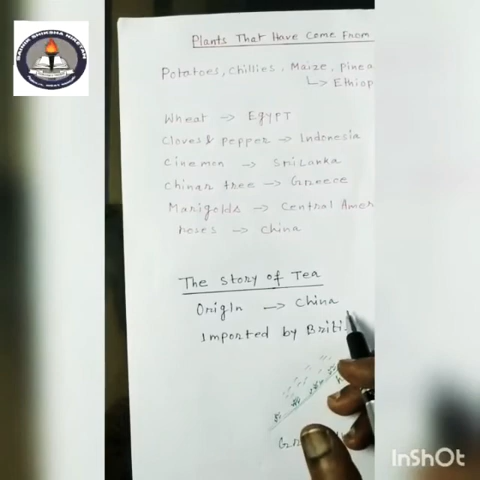 Plants That Have Come From
Potatoes, Chillies, Maize, Pinea
↳ Ethiop
Wheat → Egypt
Cloves & pepper → Indonesia
Cinemon → SriLanka
Chinar tree → Greece
Marigolds → Central Amer
Roses → China
The Story of Tea
Origin → China
Imported by Briti
InShOt